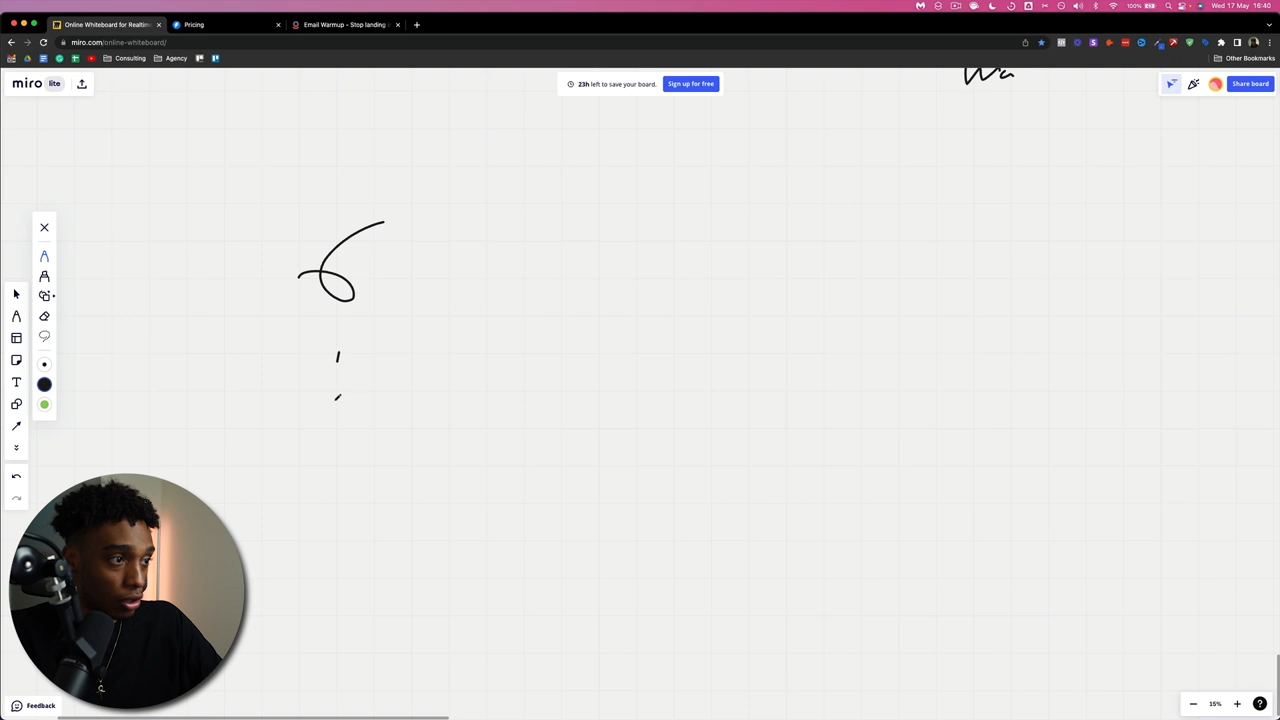 Wed 17 May 16:40
100%
Online Whiteboard for Realtim
Pricing
Email Warmup - Stop landing i
miro.com/online-whiteboard/
Consulting
Agency
Other Bookmarks
miro lite
23h left to save your board.
Sign up for free
Share board
Wa
T
Feedback
15%
?